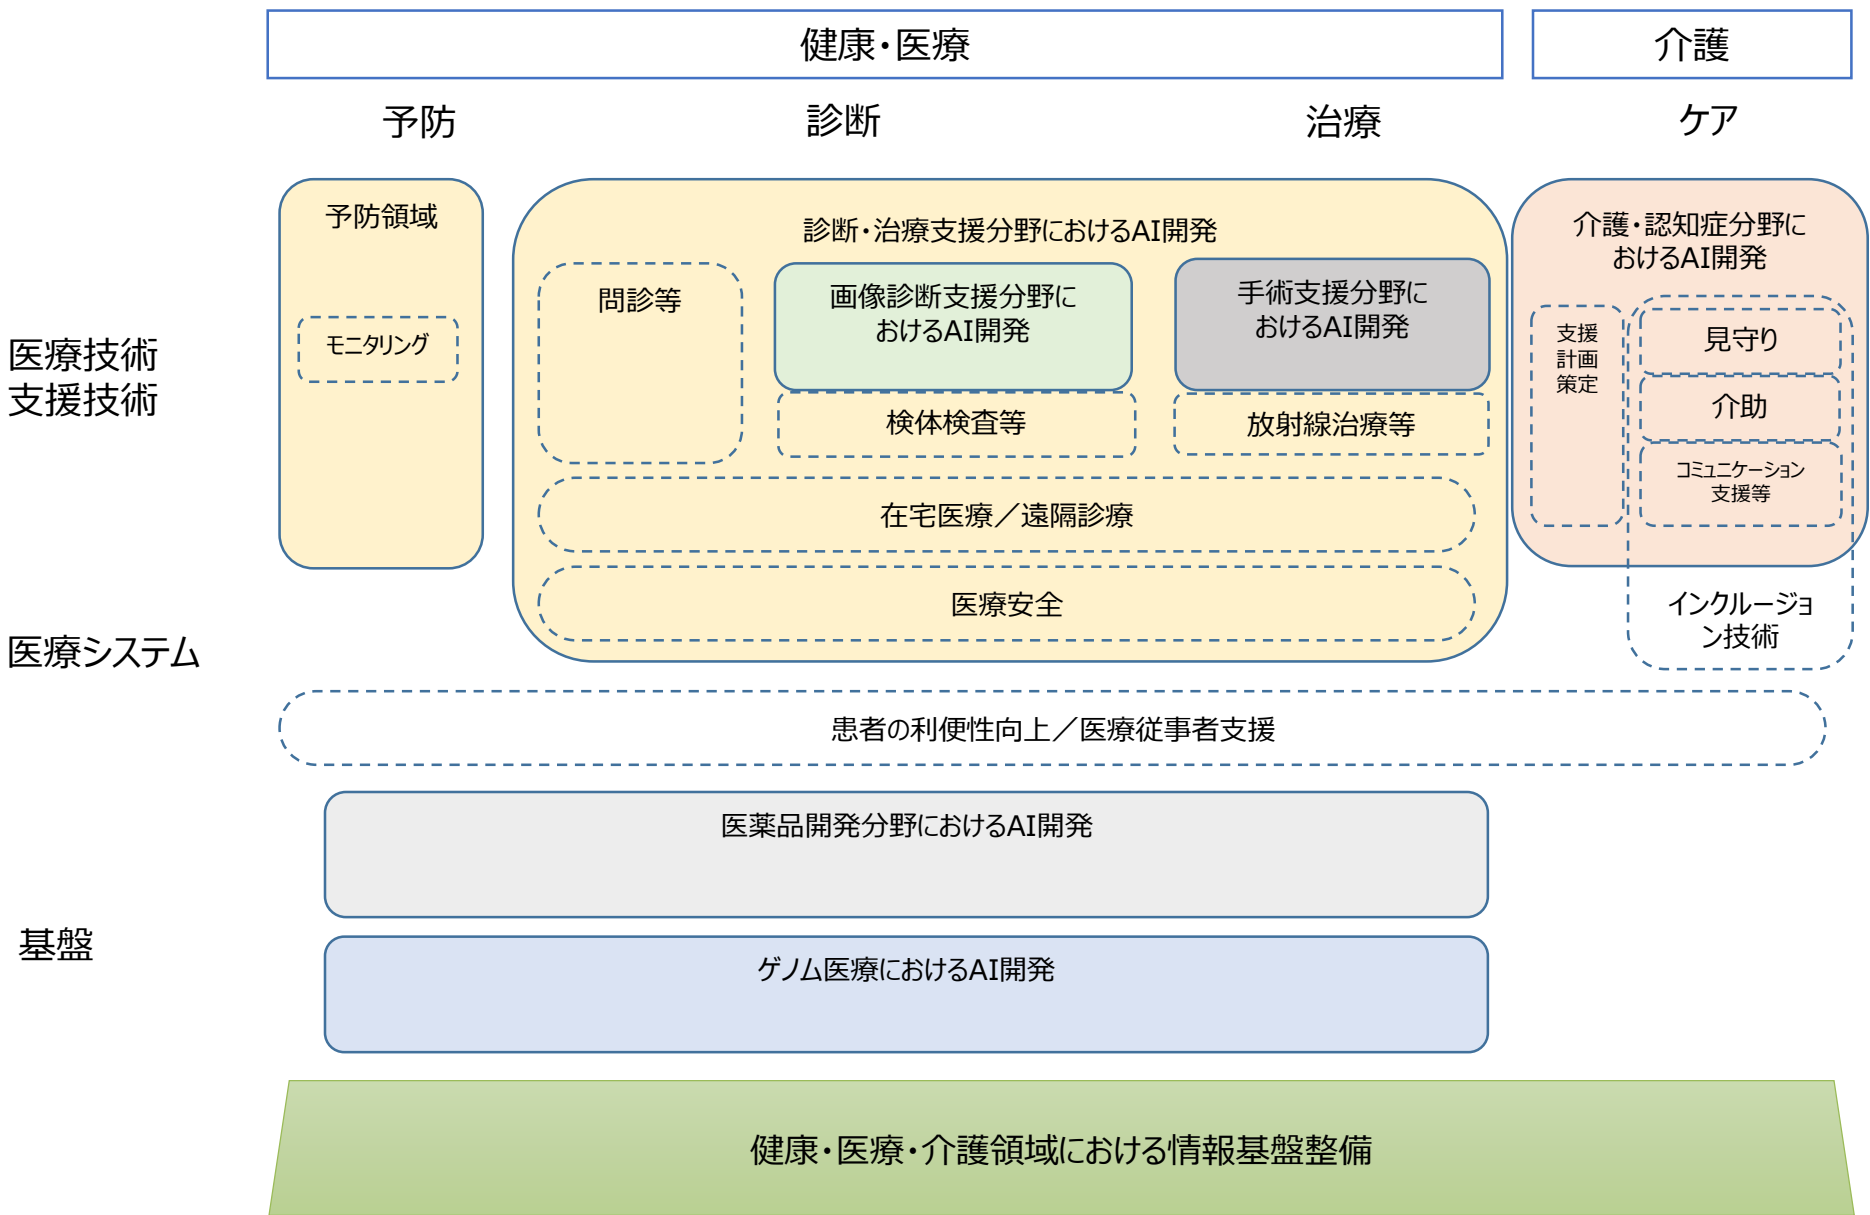 健康・医療
介護
予防
診断
治療
ケア
医療技術
支援技術
予防領域
モニタリング
診断・治療支援分野におけるAI開発
問診等
画像診断支援分野に
おけるAI開発
検体検査等
手術支援分野に
おけるAI開発
放射線治療等
在宅医療／遠隔診療
医療安全
介護・認知症分野に
おけるAI開発
支援
計画
策定
見守り
介助
コミュニケーション
支援等
インクルージョ
ン技術
医療システム
患者の利便性向上／医療従事者支援
基盤
医薬品開発分野におけるAI開発
ゲノム医療におけるAI開発
健康・医療・介護領域における情報基盤整備